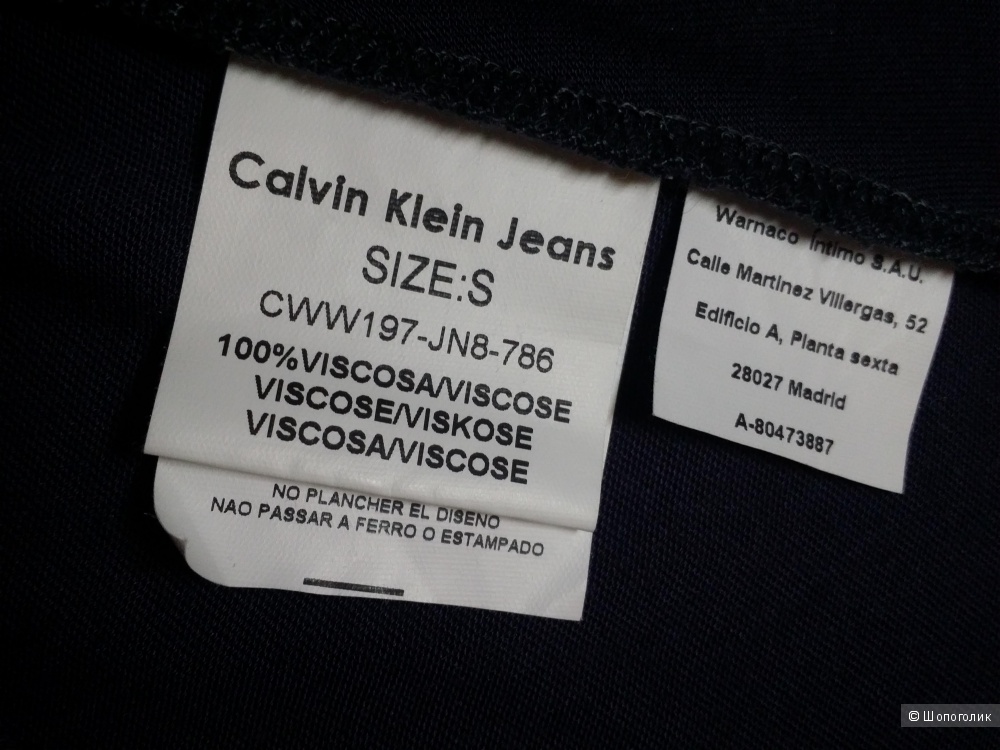 Calvin Klein Jeans
SIZE:S
CWW197-JN8-786
100%VISCOSA/VISCOSE
VISCOSE/VISKOSE
VISCOSA/VISCOSE
NO PLANCHER EL DISENO
NAO PASSAR A FERRO O ESTAMPADO
Warnaco Íntimo S.A.U.
Calle Martinez Villergas, 52
Edificio A, Planta sexta
28027 Madrid
A-80473887
© Шопоголик